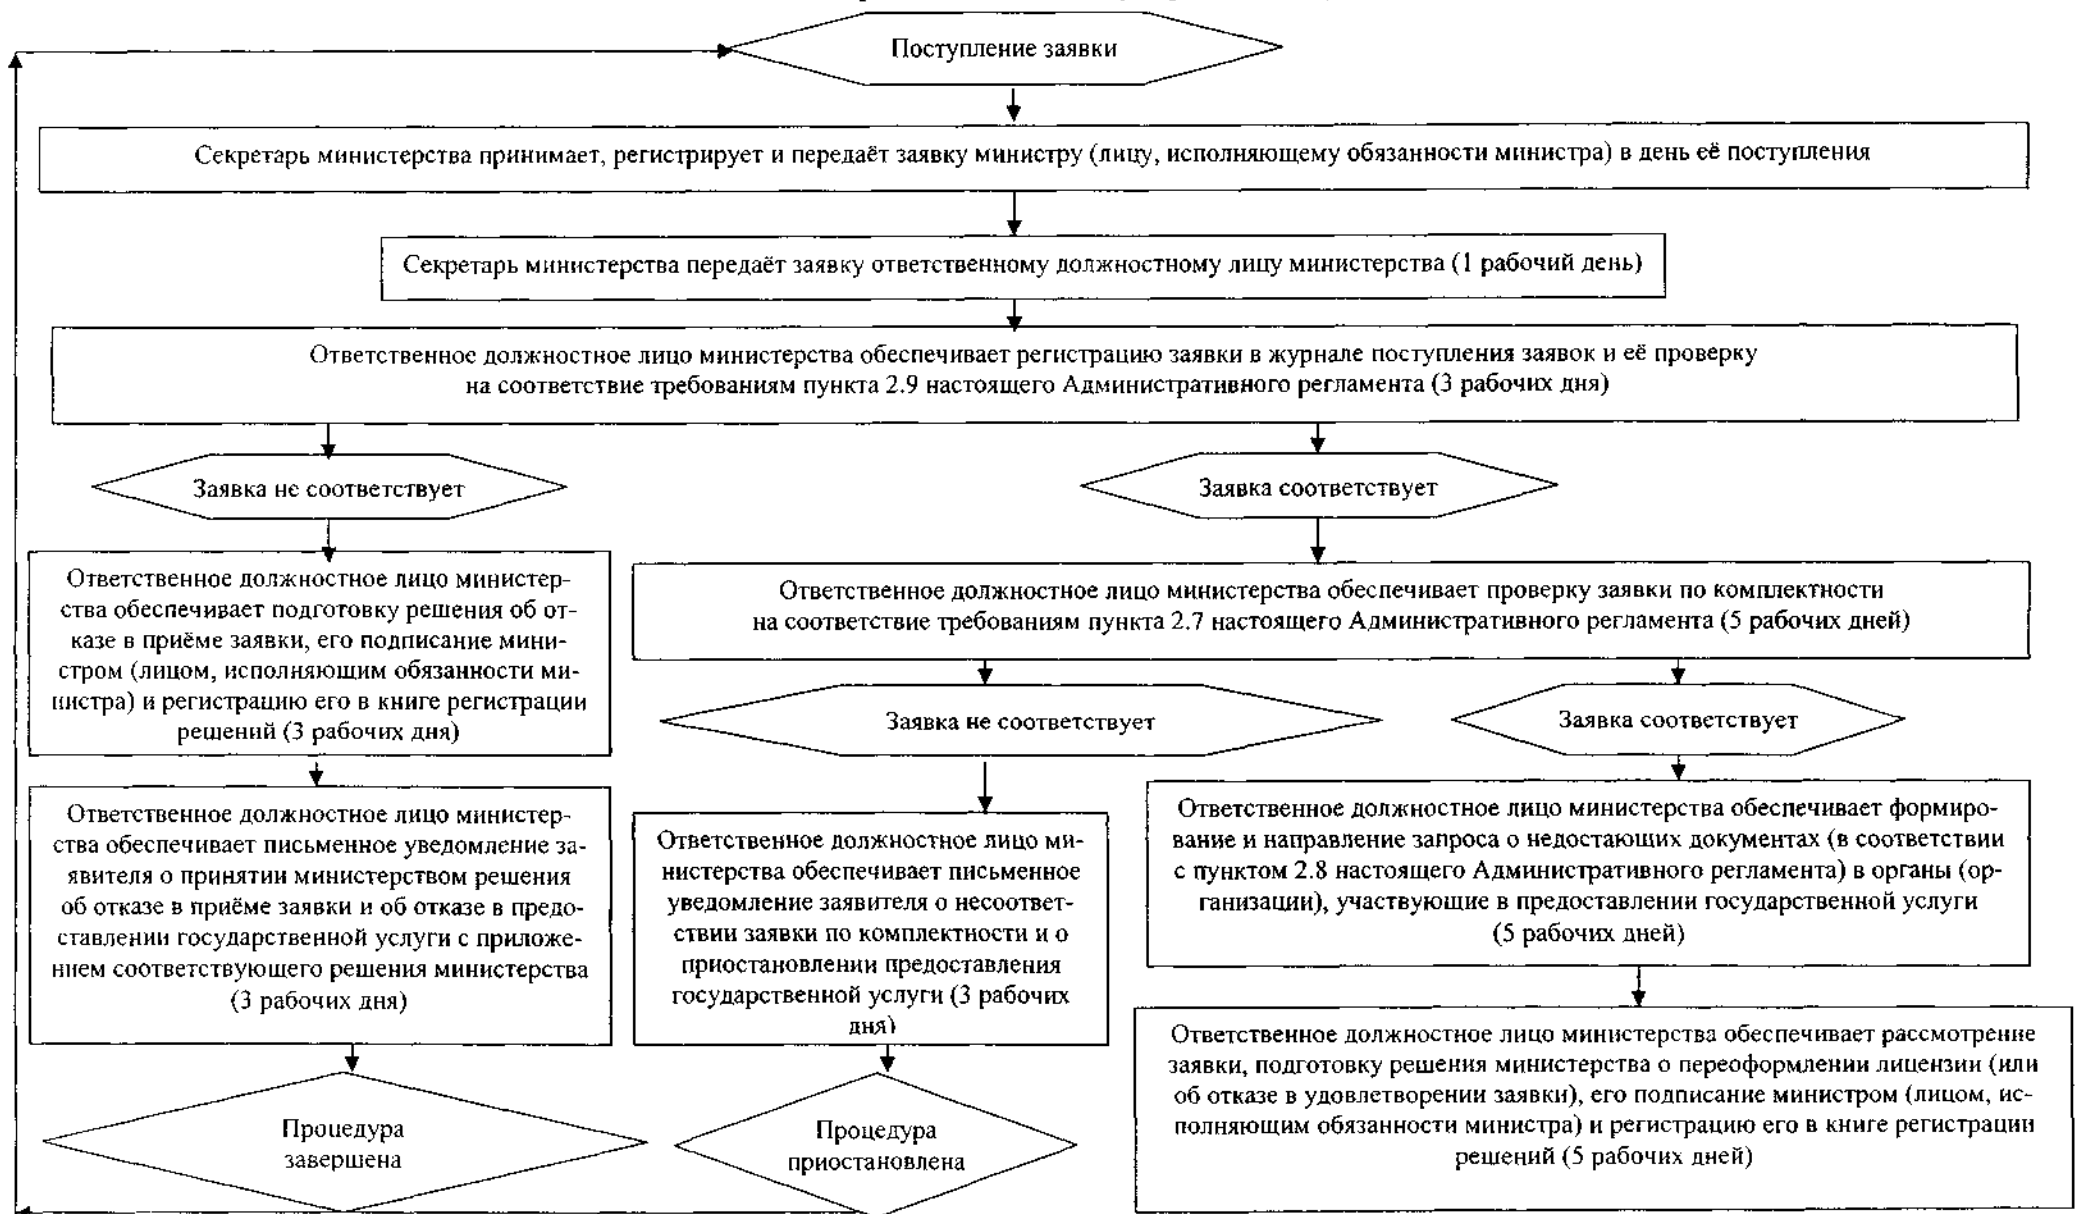 Поступление заявки
Секретарь министерства принимает, регистрирует и передаёт заявку министру (лицу, исполняющему обязанности министра) в день её поступления
Секретарь министерства передаёт заявку ответственному должностному лицу министерства (1 рабочий день)
Ответственное должностное лицо министерства обеспечивает регистрацию заявки в журнале поступления заявок и её проверку
на соответствие требованиям пункта 2.9 настоящего Административного регламента (3 рабочих дня)
Заявка не соответствует
Заявка соответствует
Ответственное должностное лицо министер-
ства обеспечивает подготовку решения об от-
казе в приёме заявки, его подписание мини-
стром (лицом, исполняющим обязанности ми-
нистра) и регистрацию его в книге регистрации
решений (3 рабочих дня)
Ответственное должностное лицо министерства обеспечивает проверку заявки по комплектности
на соответствие требованиям пункта 2.7 настоящего Административного регламента (5 рабочих дней)
Заявка не соответствует
Заявка соответствует
Ответственное должностное лицо министер-
ства обеспечивает письменное уведомление за-
явителя о принятии министерством решения
об отказе в приёме заявки и об отказе в предо-
ставлении государственной услуги с приложе-
нием соответствующего решения министерства
(3 рабочих дня)
Ответственное должностное лицо ми-
нистерства обеспечивает письменное
уведомление заявителя о несоответ-
ствии заявки по комплектности и о
приостановлении предоставления
государственной услуги (3 рабочих
дня)
Ответственное должностное лицо министерства обеспечивает формиро-
вание и направление запроса о недостающих документах (в соответствии
с пунктом 2.8 настоящего Административного регламента) в органы (ор-
ганизации), участвующие в предоставлении государственной услуги
(5 рабочих дней)
Ответственное должностное лицо министерства обеспечивает рассмотрение
заявки, подготовку решения министерства о переоформлении лицензии (или
об отказе в удовлетворении заявки), его подписание министром (лицом, ис-
полняющим обязанности министра) и регистрацию его в книге регистрации
решений (5 рабочих дней)
Процедура
завершена
Процедура
приостановлена